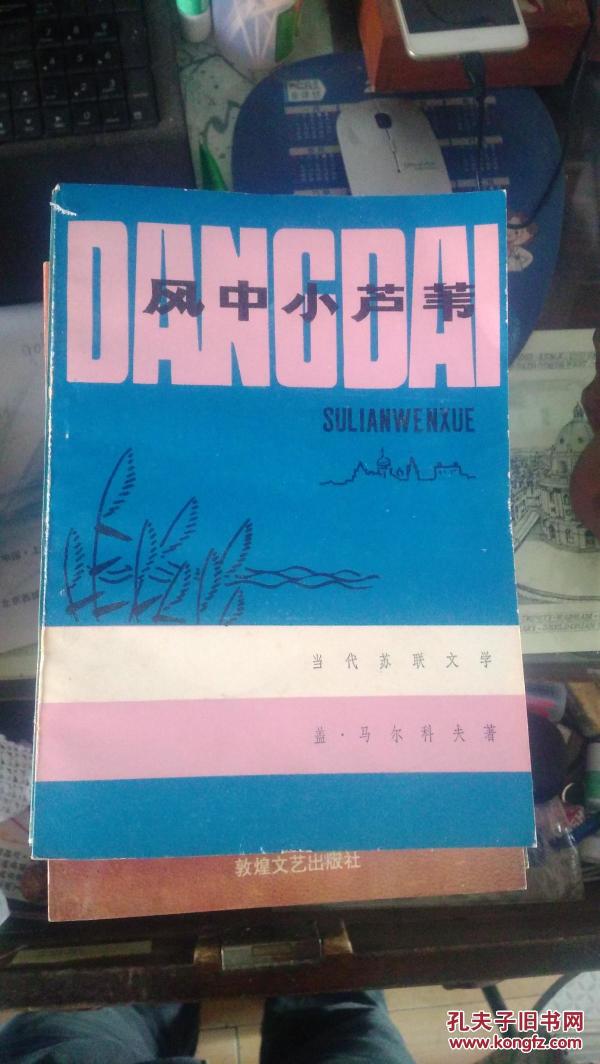 DANGDAI
风中小芦苇
SULIANWENXUE
当代苏联文学
盖·马尔科夫著
敦煌文艺出版社
孔夫子旧书网
www.kongfz.com